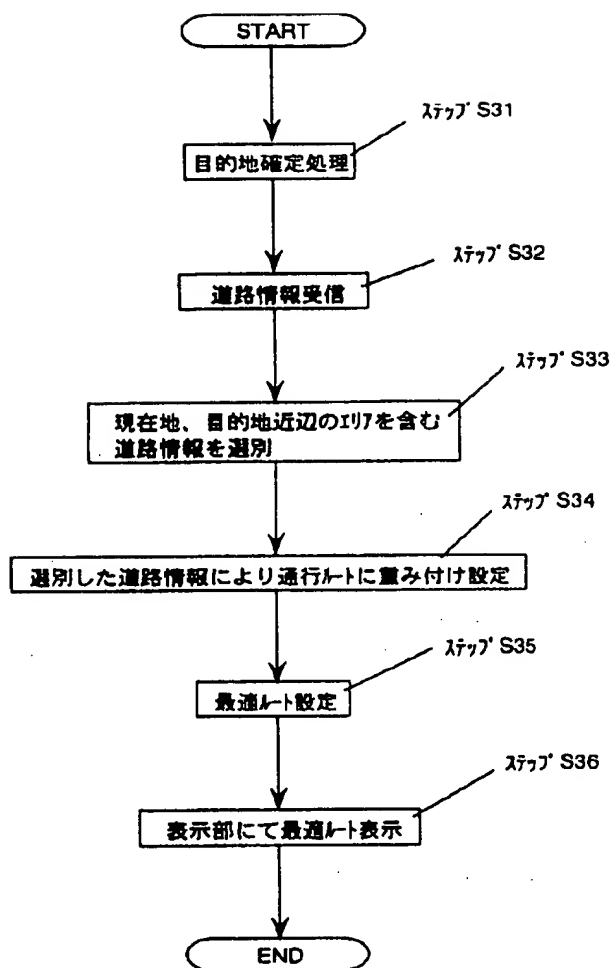 START
ステップ S31
目的地確定処理
ステップ S32
道路情報受信
ステップ S33
現在地、目的地近辺のエリアを含む
道路情報を選別
ステップ S34
選別した道路情報により通行ルートに重み付け設定
ステップ S35
最適ルート設定
ステップ S36
表示部にて最適ルート表示
END